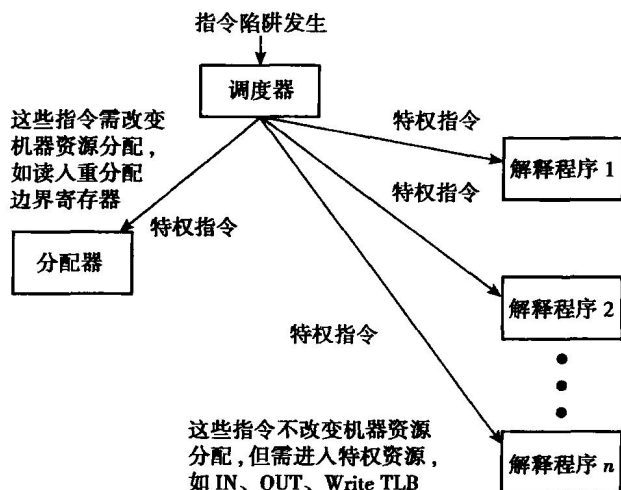 指令陷阱发生
调度器
这些指令需改变
机器资源分配，
如读入重分配
边界寄存器
特权指令
解释程序 1
特权指令
特权指令
分配器
解释程序 2
特权指令
这些指令不改变机器资源
分配，但需进入特权资源，
如 IN、OUT、Write TLB
解释程序 n